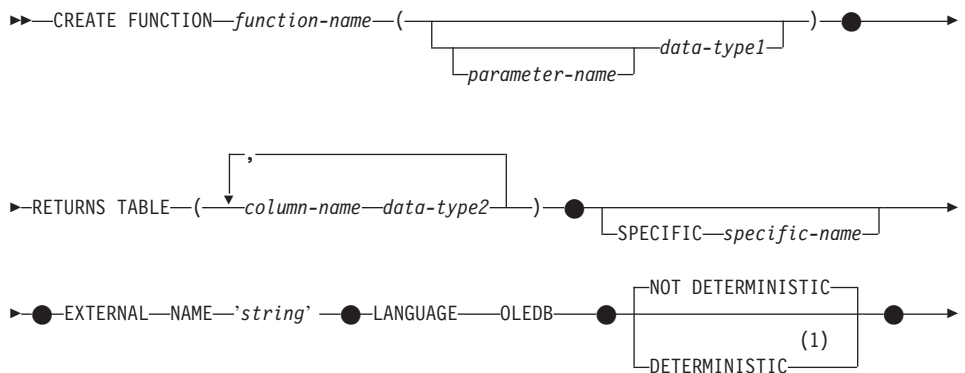 CREATE FUNCTION function-name ( )
data-type1
parameter-name
,
RETURNS TABLE ( column-name data-type2 )
SPECIFIC specific-name
NOT DETERMINISTIC
EXTERNAL NAME 'string' LANGUAGE OLEDB
(1)
DETERMINISTIC